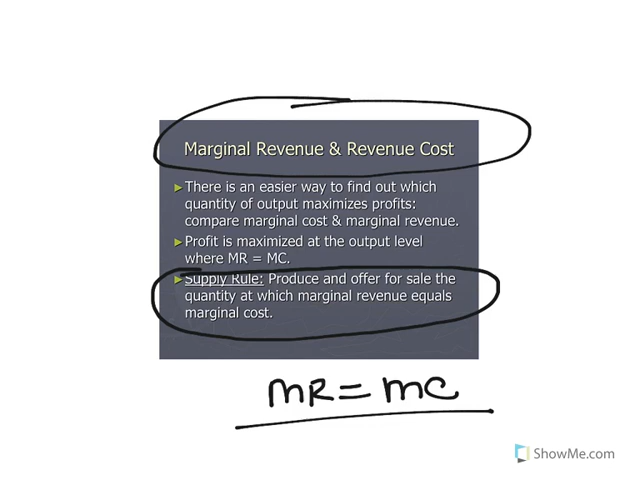 Marginal Revenue & Revenue Cost
There is an easier way to find out which
quantity of output maximizes profits:
compare marginal cost & marginal revenue.
Profit is maximized at the output level
where MR = MC.
Supply Rule: Produce and offer for sale the
quantity at which marginal revenue equals
marginal cost.
MR = MC
ShowMe.com